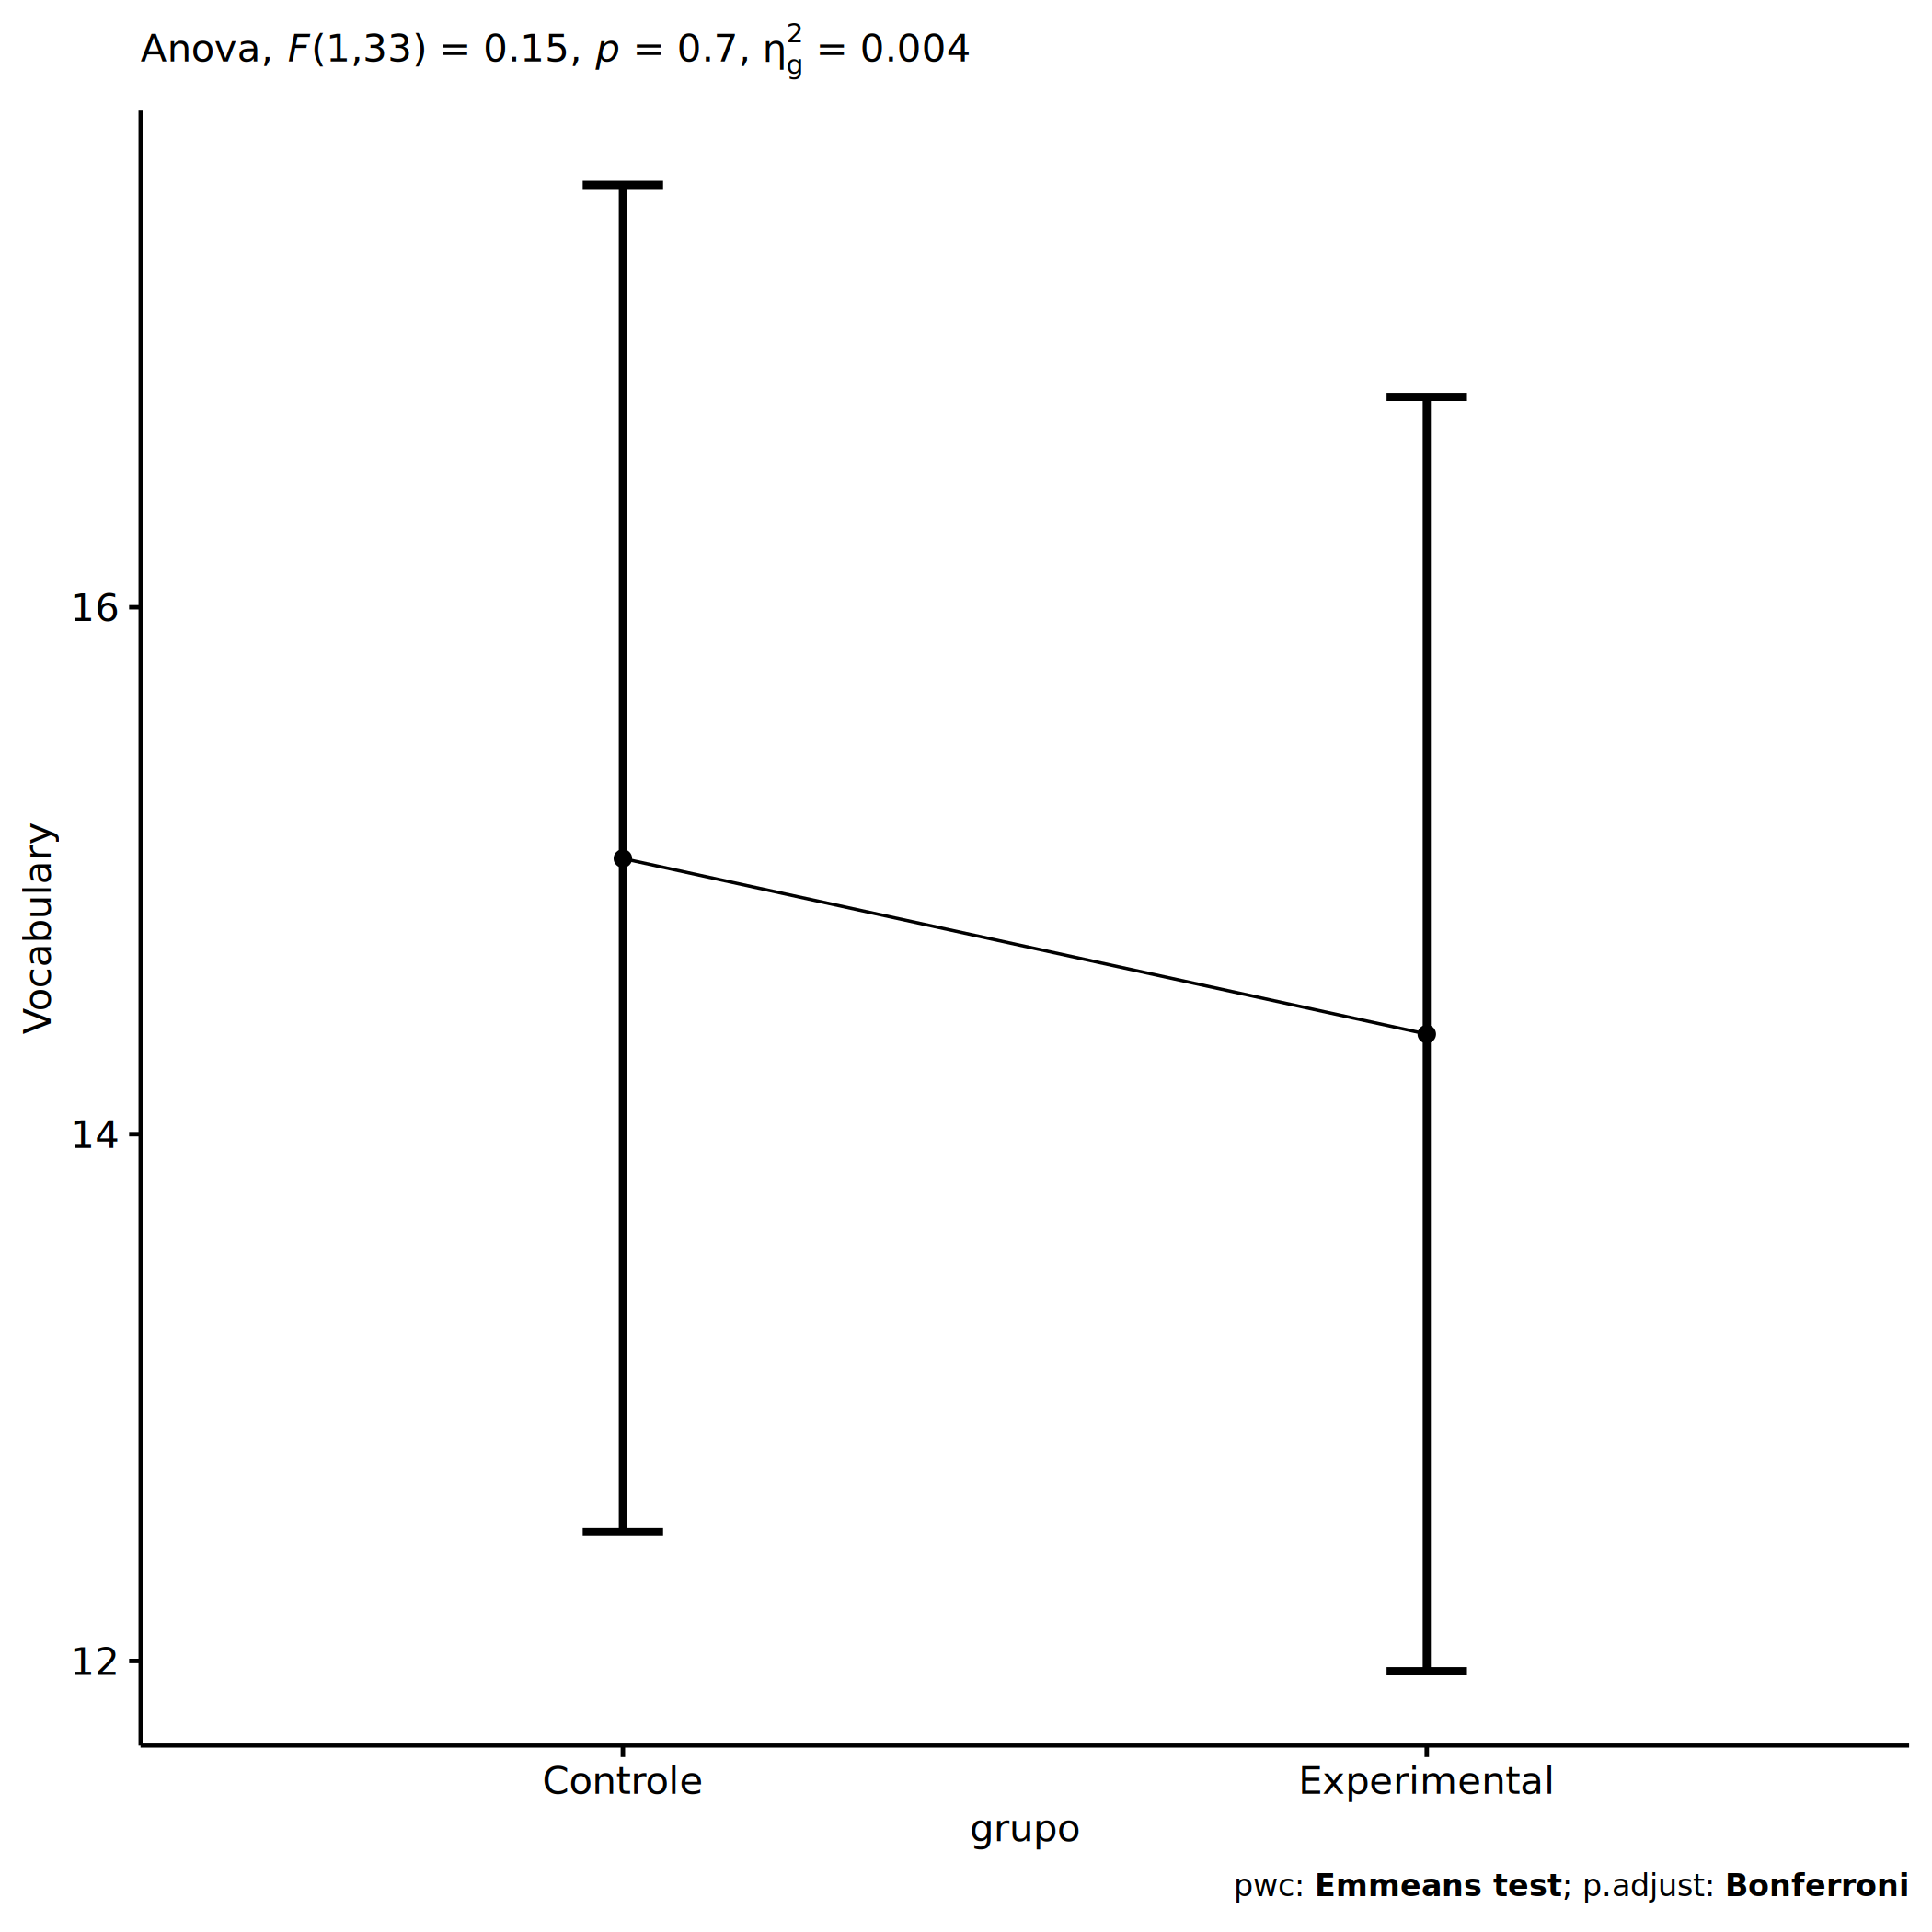 Anova, F(1,33) = 0.15, p = 0.7, η²g = 0.004
Vocabulary
16
14
12
Controle Experimental
grupo
pwc: Emmeans test; p.adjust: Bonferroni